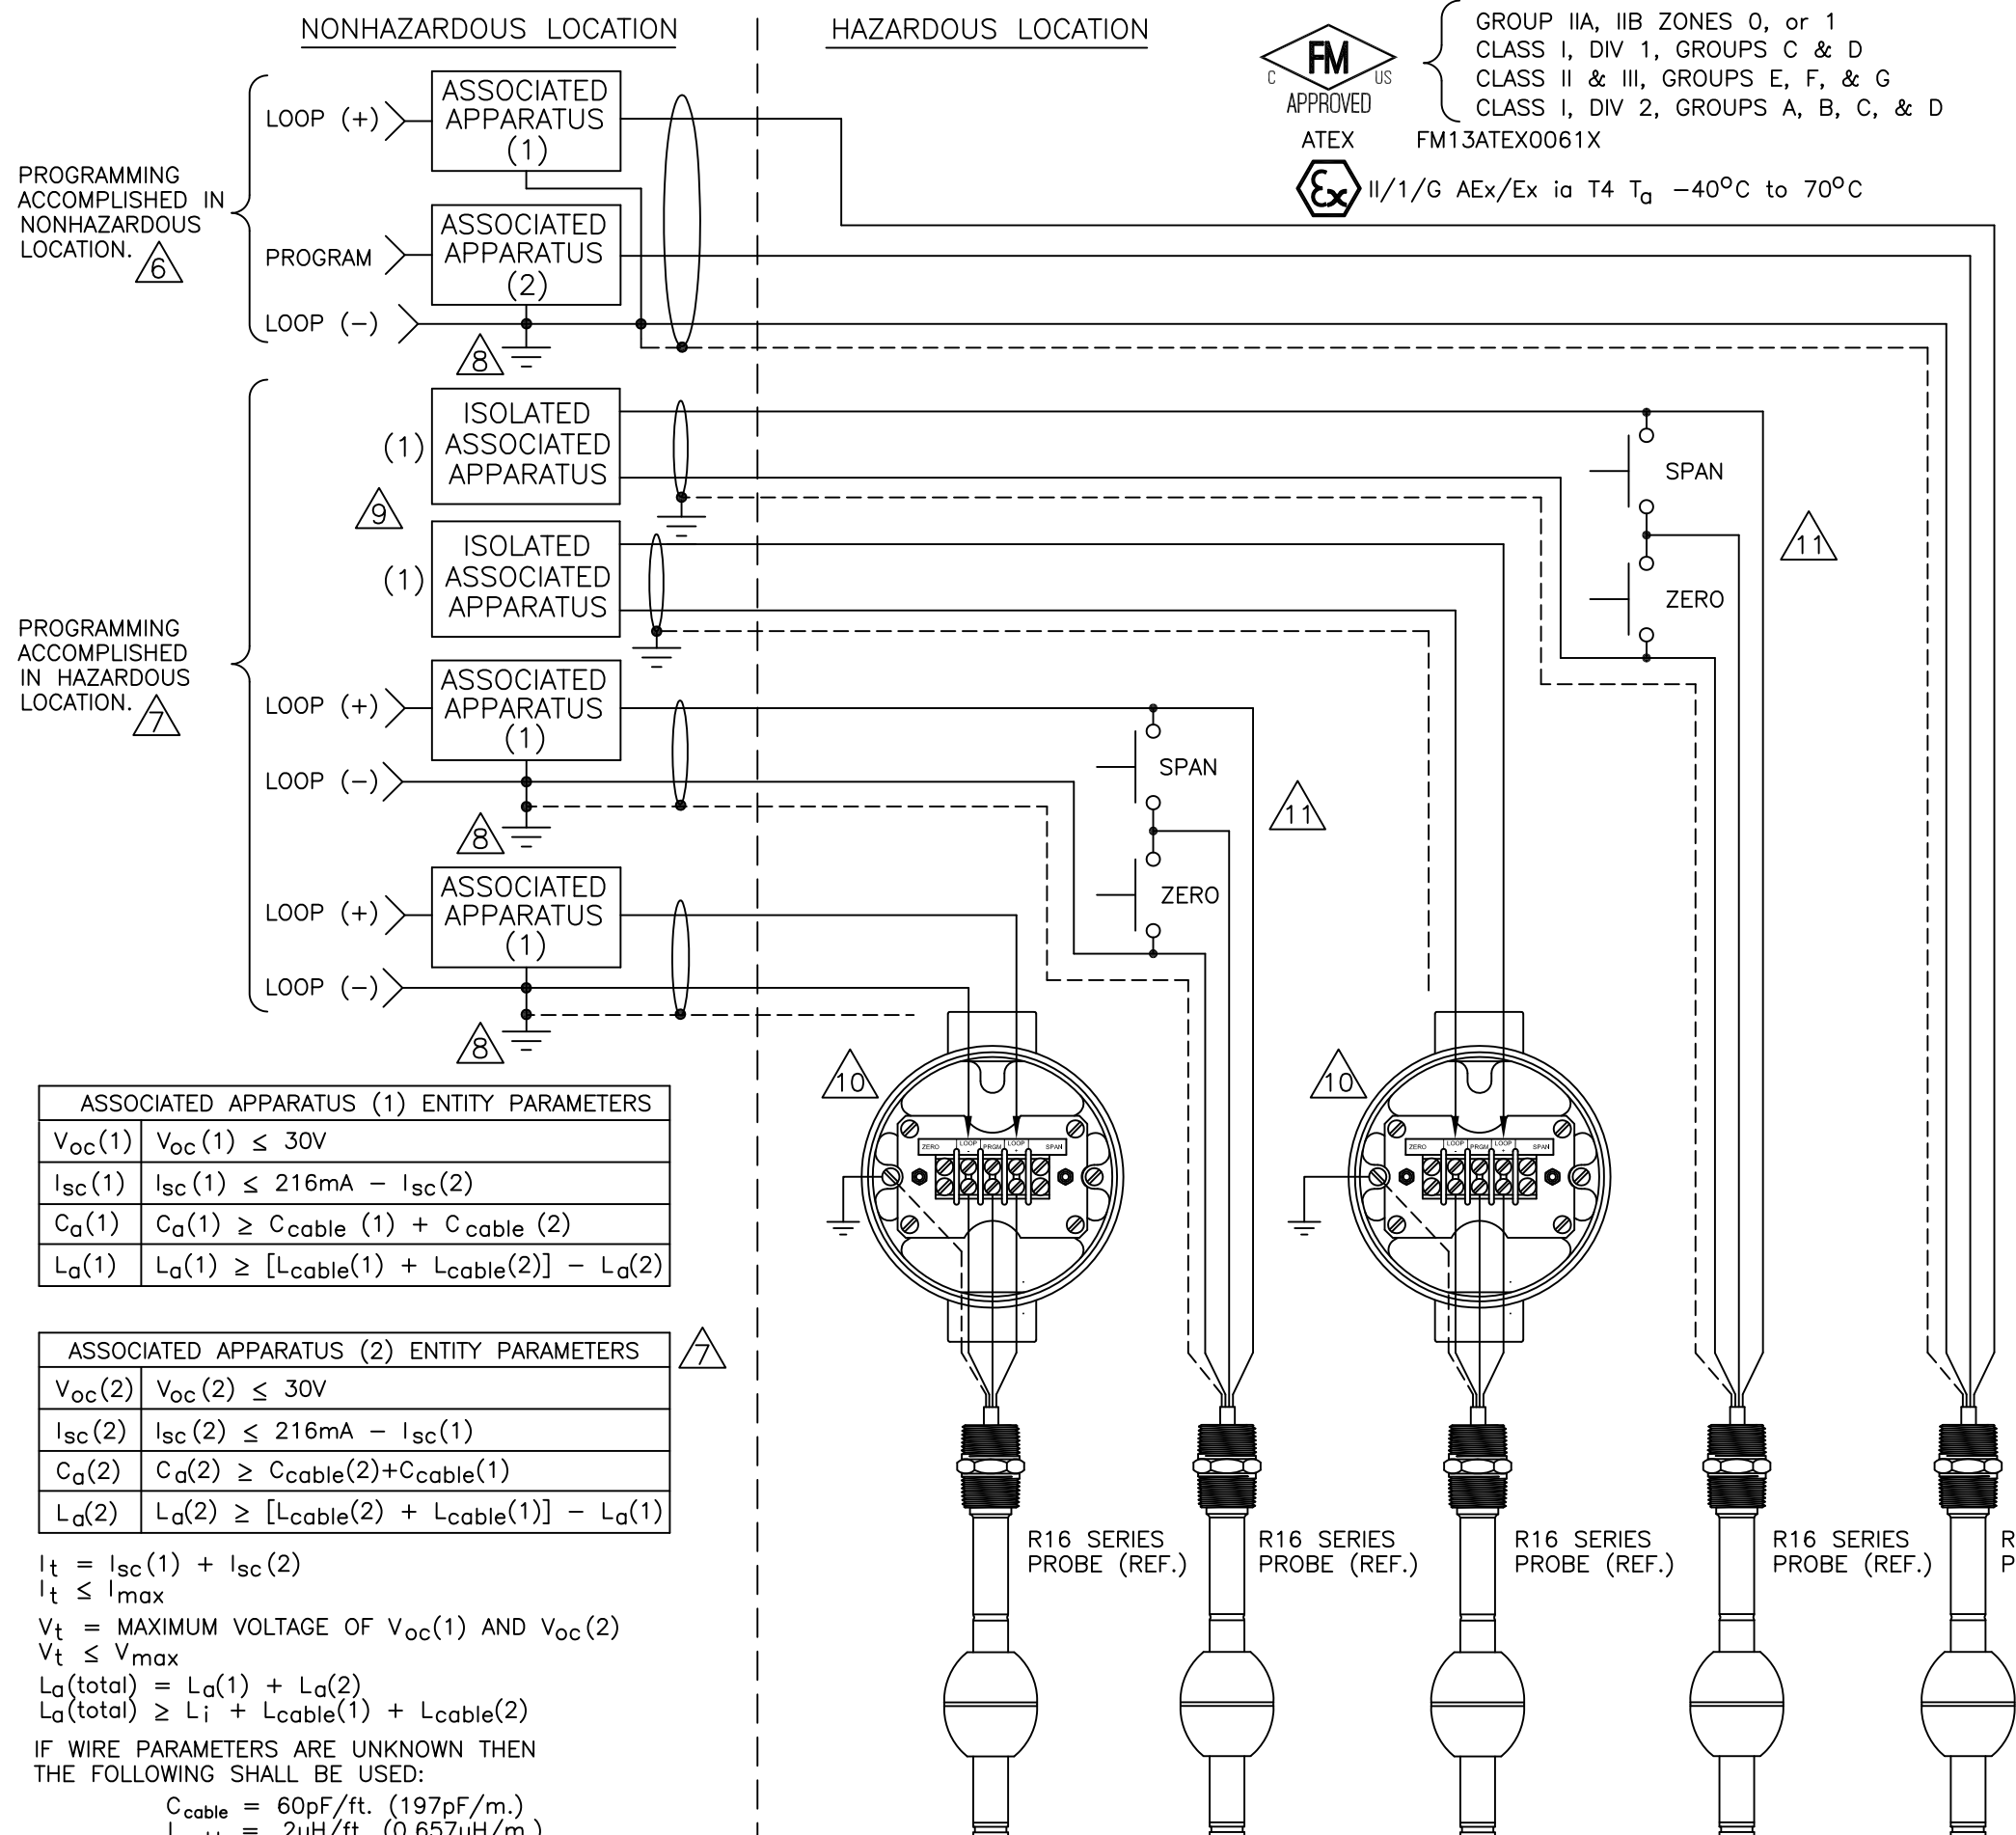 NONHAZARDOUS LOCATION
HAZARDOUS LOCATION
C FM US
APPROVED
GROUP IIA, IIB ZONES 0, or 1
CLASS I, DIV 1, GROUPS C & D
CLASS II & III, GROUPS E, F, & G
CLASS I, DIV 2, GROUPS A, B, C, & D
ATEX FM13ATEX0061X
Ex II/1/G AEx/Ex ia T4 Ta -40°C to 70°C
PROGRAMMING
ACCOMPLISHED IN
NONHAZARDOUS
LOCATION.
6
LOOP (+)
ASSOCIATED
APPARATUS
(1)
PROGRAM
ASSOCIATED
APPARATUS
(2)
LOOP (-)
8
(1)
ISOLATED
ASSOCIATED
APPARATUS
9
(1)
ISOLATED
ASSOCIATED
APPARATUS
SPAN
ZERO
11
PROGRAMMING
ACCOMPLISHED
IN HAZARDOUS
LOCATION.
7
LOOP (+)
ASSOCIATED
APPARATUS
(1)
LOOP (-)
8
SPAN
ZERO
11
LOOP (+)
ASSOCIATED
APPARATUS
(1)
LOOP (-)
8
10
ZERO LOOP - PRGM LOOP + SPAN
10
ZERO LOOP - PRGM LOOP + SPAN
ASSOCIATED APPARATUS (1) ENTITY PARAMETERS
Voc(1) Voc(1) ≤ 30V
Isc(1) Isc(1) ≤ 216mA - Isc(2)
Ca(1) Ca(1) ≥ Ccable (1) + Ccable (2)
La(1) La(1) ≥ [Lcable(1) + Lcable(2)] - La(2)
ASSOCIATED APPARATUS (2) ENTITY PARAMETERS
7
Voc(2) Voc(2) ≤ 30V
Isc(2) Isc(2) ≤ 216mA - Isc(1)
Ca(2) Ca(2) ≥ Ccable(2)+Ccable(1)
La(2) La(2) ≥ [Lcable(2) + Lcable(1)] - La(1)
It = Isc(1) + Isc(2)
It ≤ Imax
Vt = MAXIMUM VOLTAGE OF Voc(1) AND Voc(2)
Vt ≤ Vmax
La(total) = La(1) + La(2)
La(total) ≥ Li + Lcable(1) + Lcable(2)
IF WIRE PARAMETERS ARE UNKNOWN THEN
THE FOLLOWING SHALL BE USED:
Ccable = 60pF/ft. (197pF/m.)
R16 SERIES
PROBE (REF.)
R16 SERIES
PROBE (REF.)
R16 SERIES
PROBE (REF.)
R16 SERIES
PROBE (REF.)